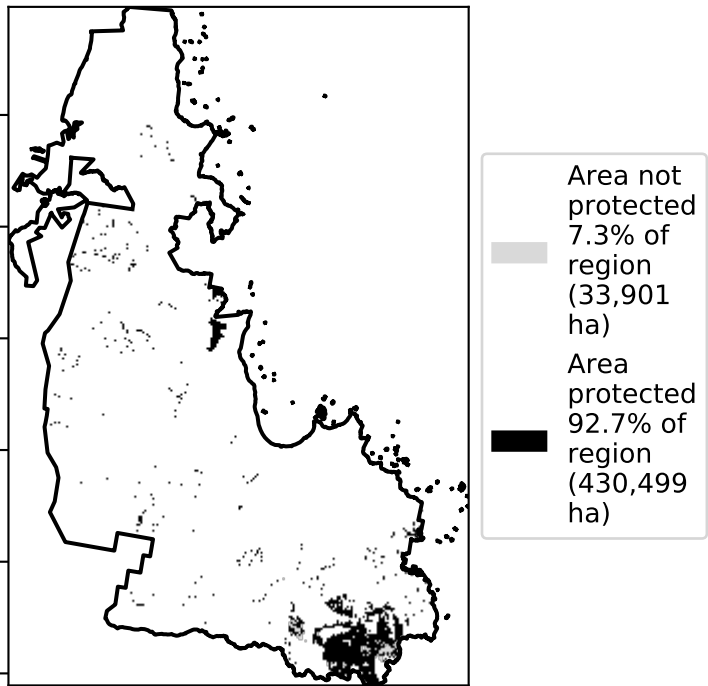 Area not
protected
7.3% of
region
(33,901
ha)
Area
protected
92.7% of
region
(430,499
ha)